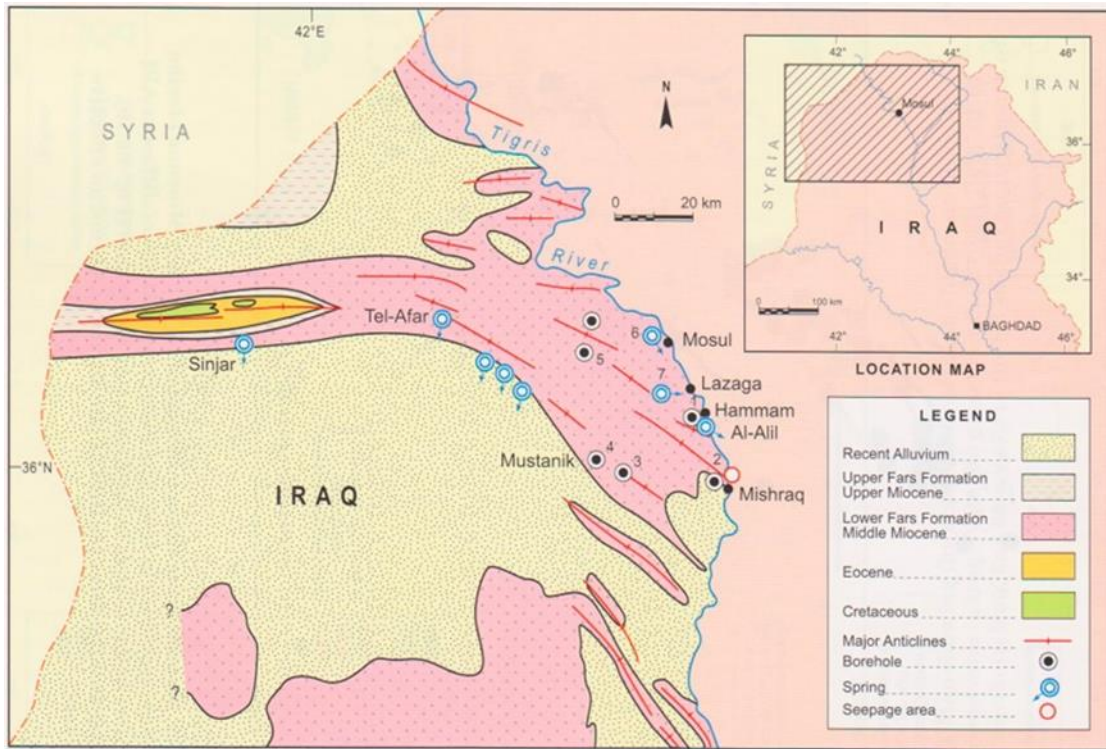 42°E
N
SYRIA
Tigris
River
0 20 km
Tel-Afar
Sinjar
6
Mosul
5
7
Lazaga
1
Hammam
Al-Alil
36°N
Mustanik
4
3
2
Mishraq
IRAQ
?
?
42°
44°
46°
IRAN
Mosul
36°
36°
SYRIA
IRAQ
34°
34°
0 100 km
BAGHDAD
42°
44°
46°
LOCATION MAP
LEGEND
Recent Alluvium
Upper Fars Formation
Upper Miocene
Lower Fars Formation
Middle Miocene
Eocene
Cretaceous
Major Anticlines
Borehole
Spring
Seepage area